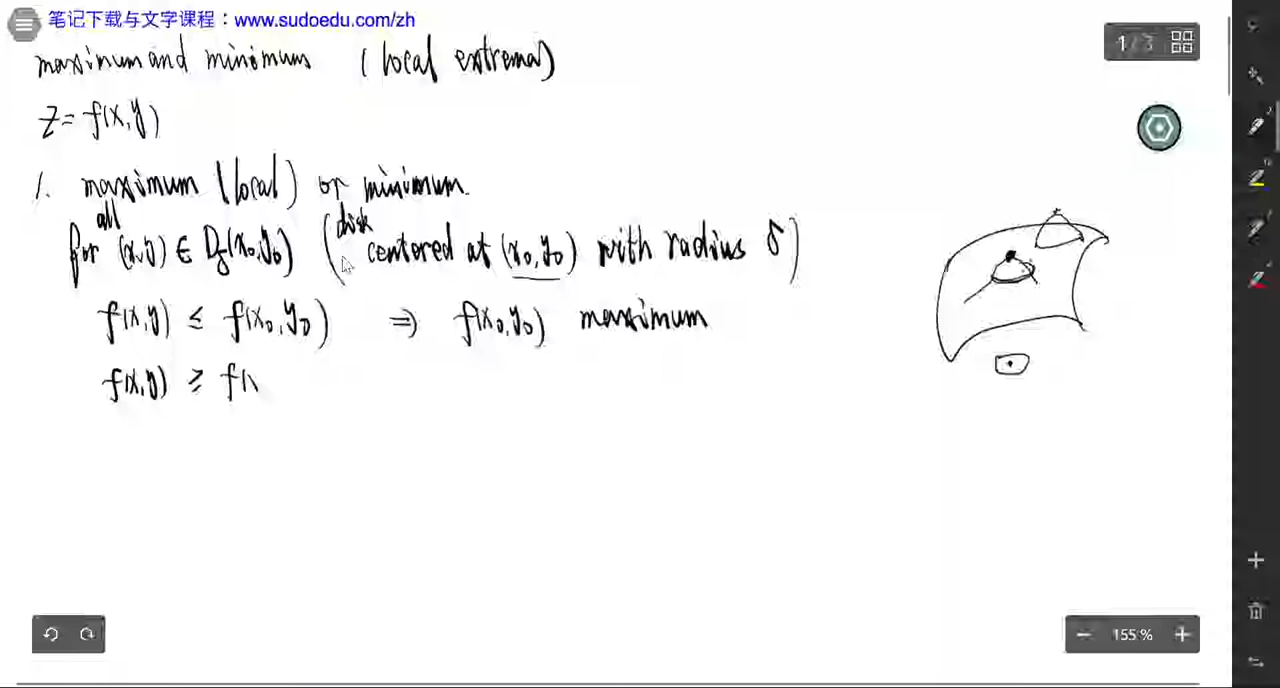 笔记下载与文字课程：www.sudoedu.com/zh
maximum and minimum (local extrema)
z = f(x,y)
1. maximum (local) or minimum.
for all (x,y) ∈ Dδ(x0,y0) (disk centered at (x0,y0) with radius δ)
f(x,y) ≤ f(x0,y0) ⇒ f(x0,y0) maximum
f(x,y) ≥ f(
1 / 3
155 %